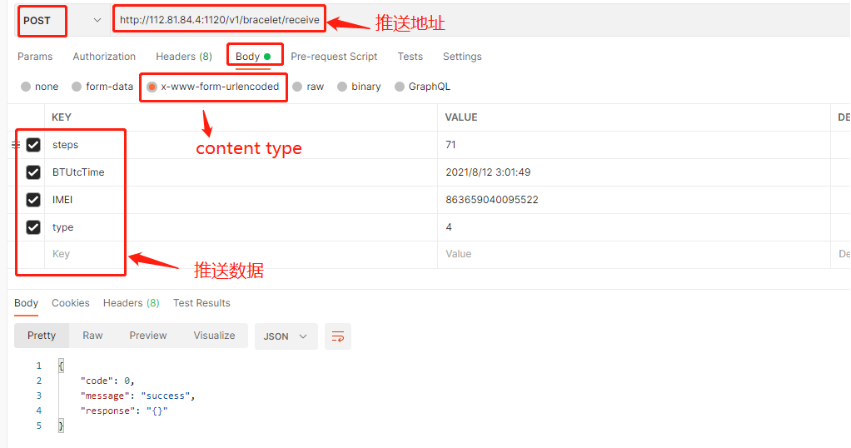 POST http://112.81.84.4:1120/v1/bracelet/receive 推送地址
Params Authorization Headers (8) Body Pre-request Script Tests Settings
none form-data x-www-form-urlencoded raw binary GraphQL
KEY VALUE DE
content type
steps 71
BTUtcTime 2021/8/12 3:01:49
IMEI 863659040095522
type 4
Key Value De
推送数据
Body Cookies Headers (8) Test Results
Pretty Raw Preview Visualize JSON
1 {
2 "code": 0,
3 "message": "success",
4 "response": "{}"
5 }